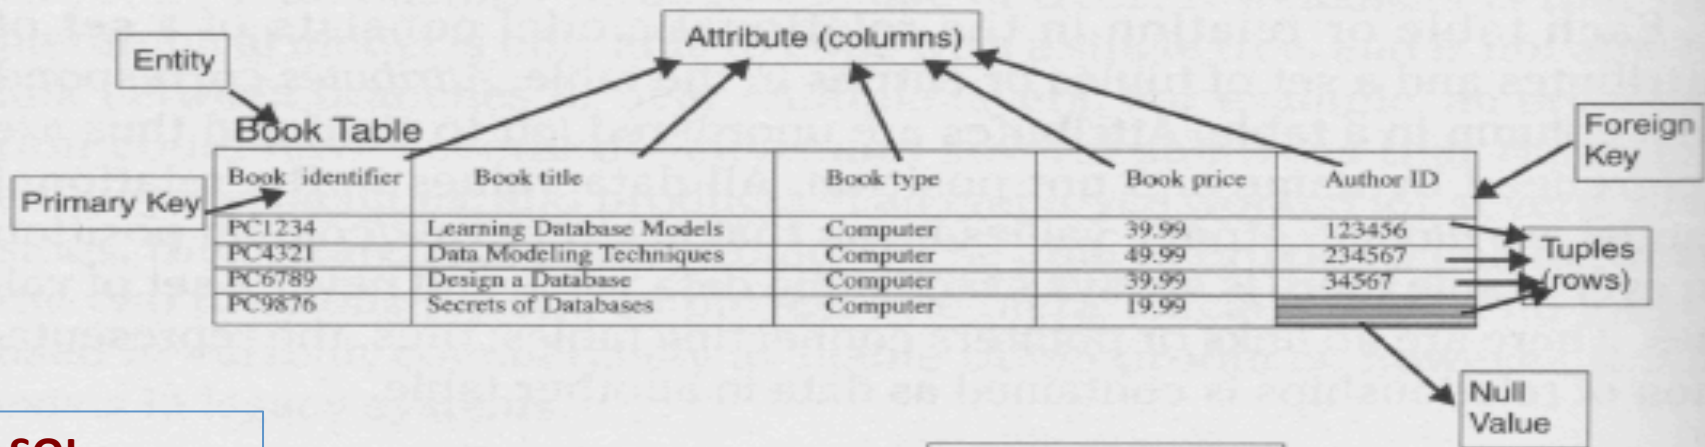 Attribute (columns)
Entity
Book Table
Foreign
Key
Primary Key
Book identifier Book title Book type Book price Author ID
PC1234 Learning Database Models Computer 39.99 123456
PC4321 Data Modeling Techniques Computer 49.99 234567
PC6789 Design a Database Computer 39.99 34567
PC9876 Secrets of Databases Computer 19.99
Tuples
(rows)
Null
Value
SQL